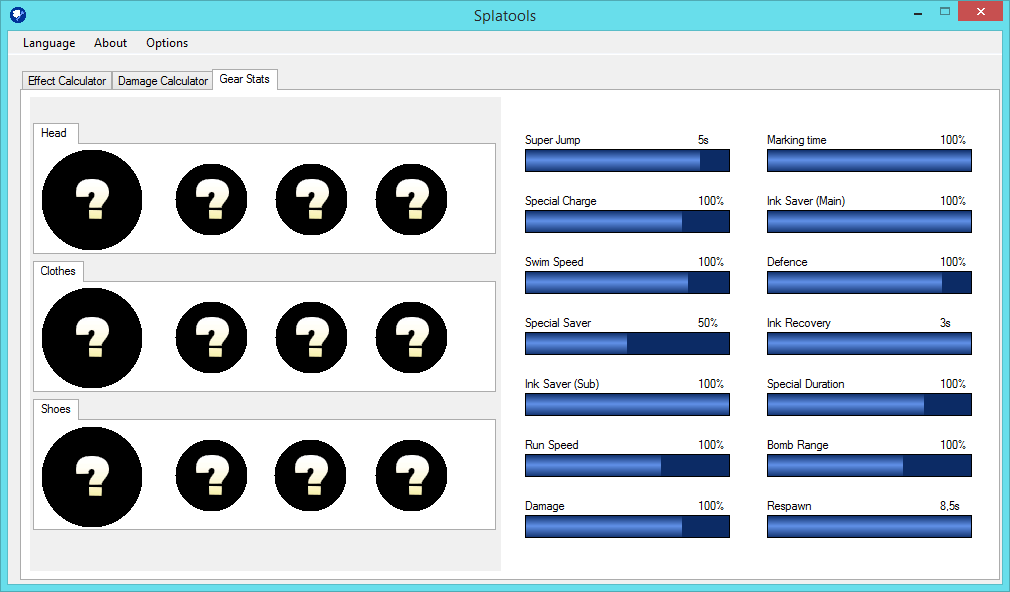 Splatools
Language About Options
Effect Calculator Damage Calculator Gear Stats
Head
? ? ? ?
Clothes
? ? ? ?
Shoes
? ? ? ?
Super Jump 5s
Special Charge 100%
Swim Speed 100%
Special Saver 50%
Ink Saver (Sub) 100%
Run Speed 100%
Damage 100%
Marking time 100%
Ink Saver (Main) 100%
Defence 100%
Ink Recovery 3s
Special Duration 100%
Bomb Range 100%
Respawn 8,5s